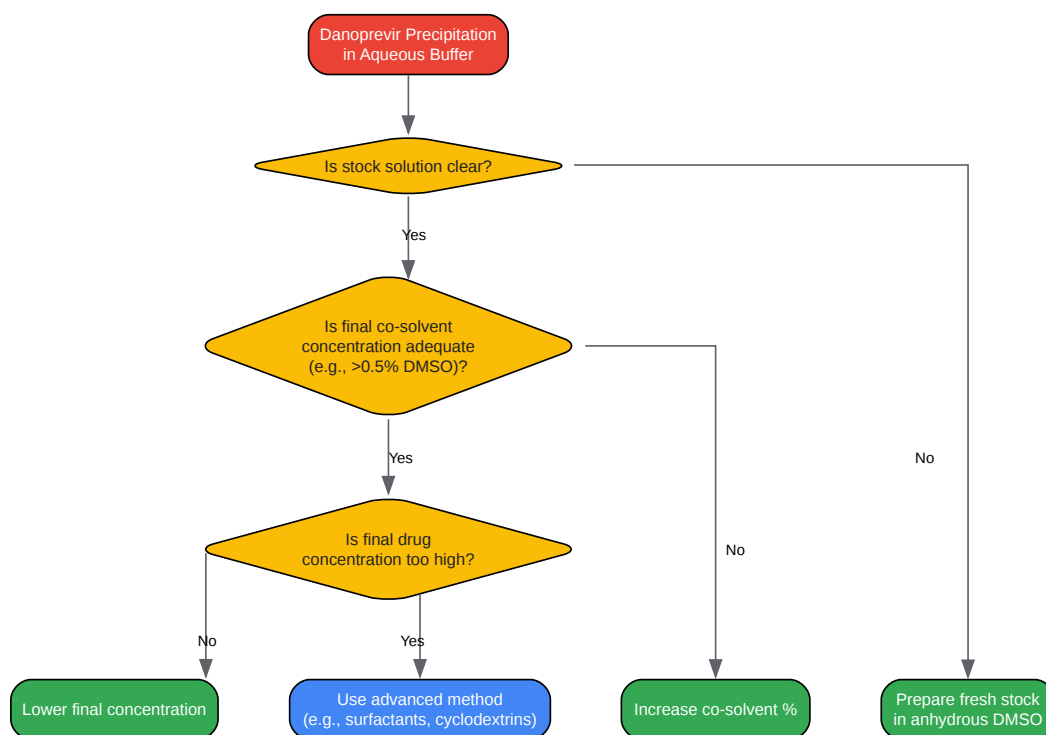 Danoprevir Precipitation
in Aqueous Buffer
Is stock solution clear?
Yes
Is final co-solvent
concentration adequate
(e.g., >0.5% DMSO)?
Yes
No
Is final drug
concentration too high?
No
No
Yes
Lower final concentration
Use advanced method
(e.g., surfactants, cyclodextrins)
Increase co-solvent %
Prepare fresh stock
in anhydrous DMSO